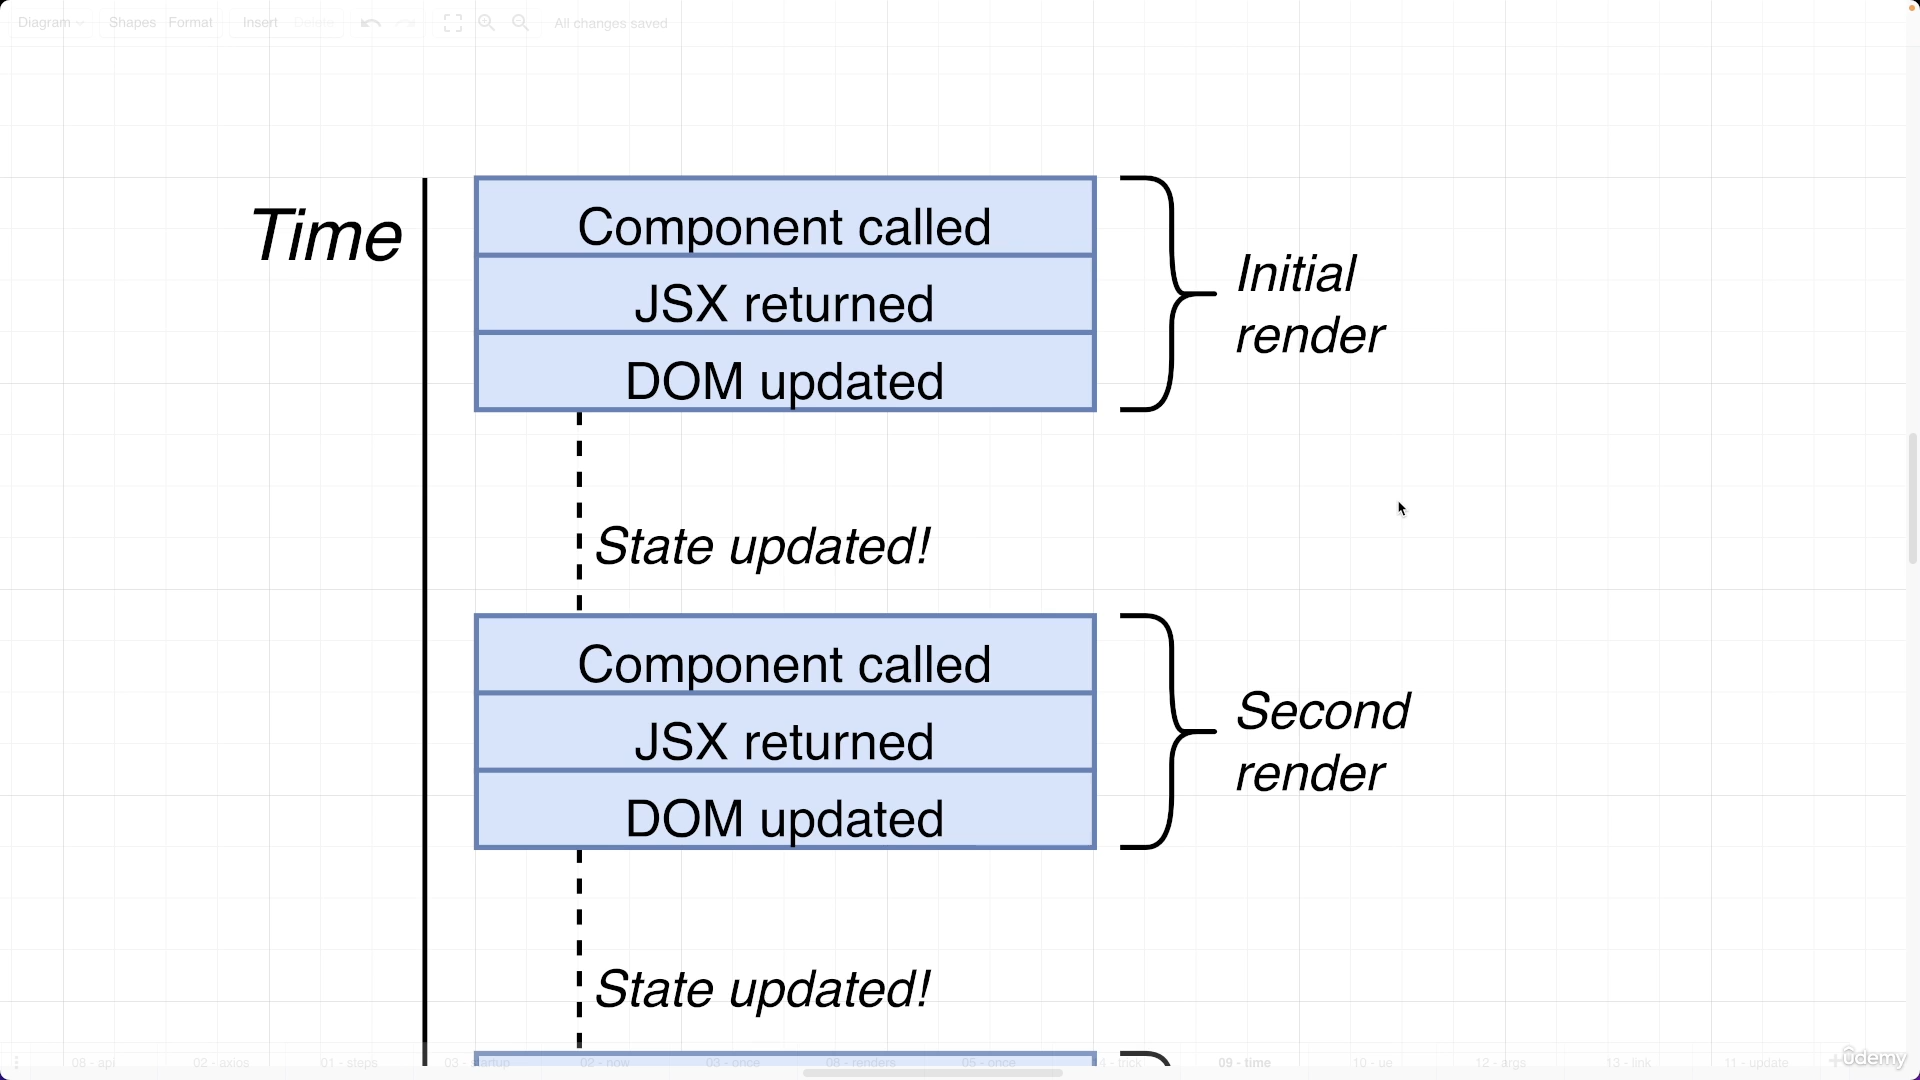 Diagram Shapes Format Insert Delete All changes saved
Time
Component called
JSX returned
DOM updated
Initial
render
State updated!
Component called
JSX returned
DOM updated
Second
render
State updated!
08 - api 02 - axios 01 - steps 03 - startup 02 - now 03 - once 08 - renders 05 - once 09 - time 10 - ue 12 - args 13 - link 11 - update
ûdemy